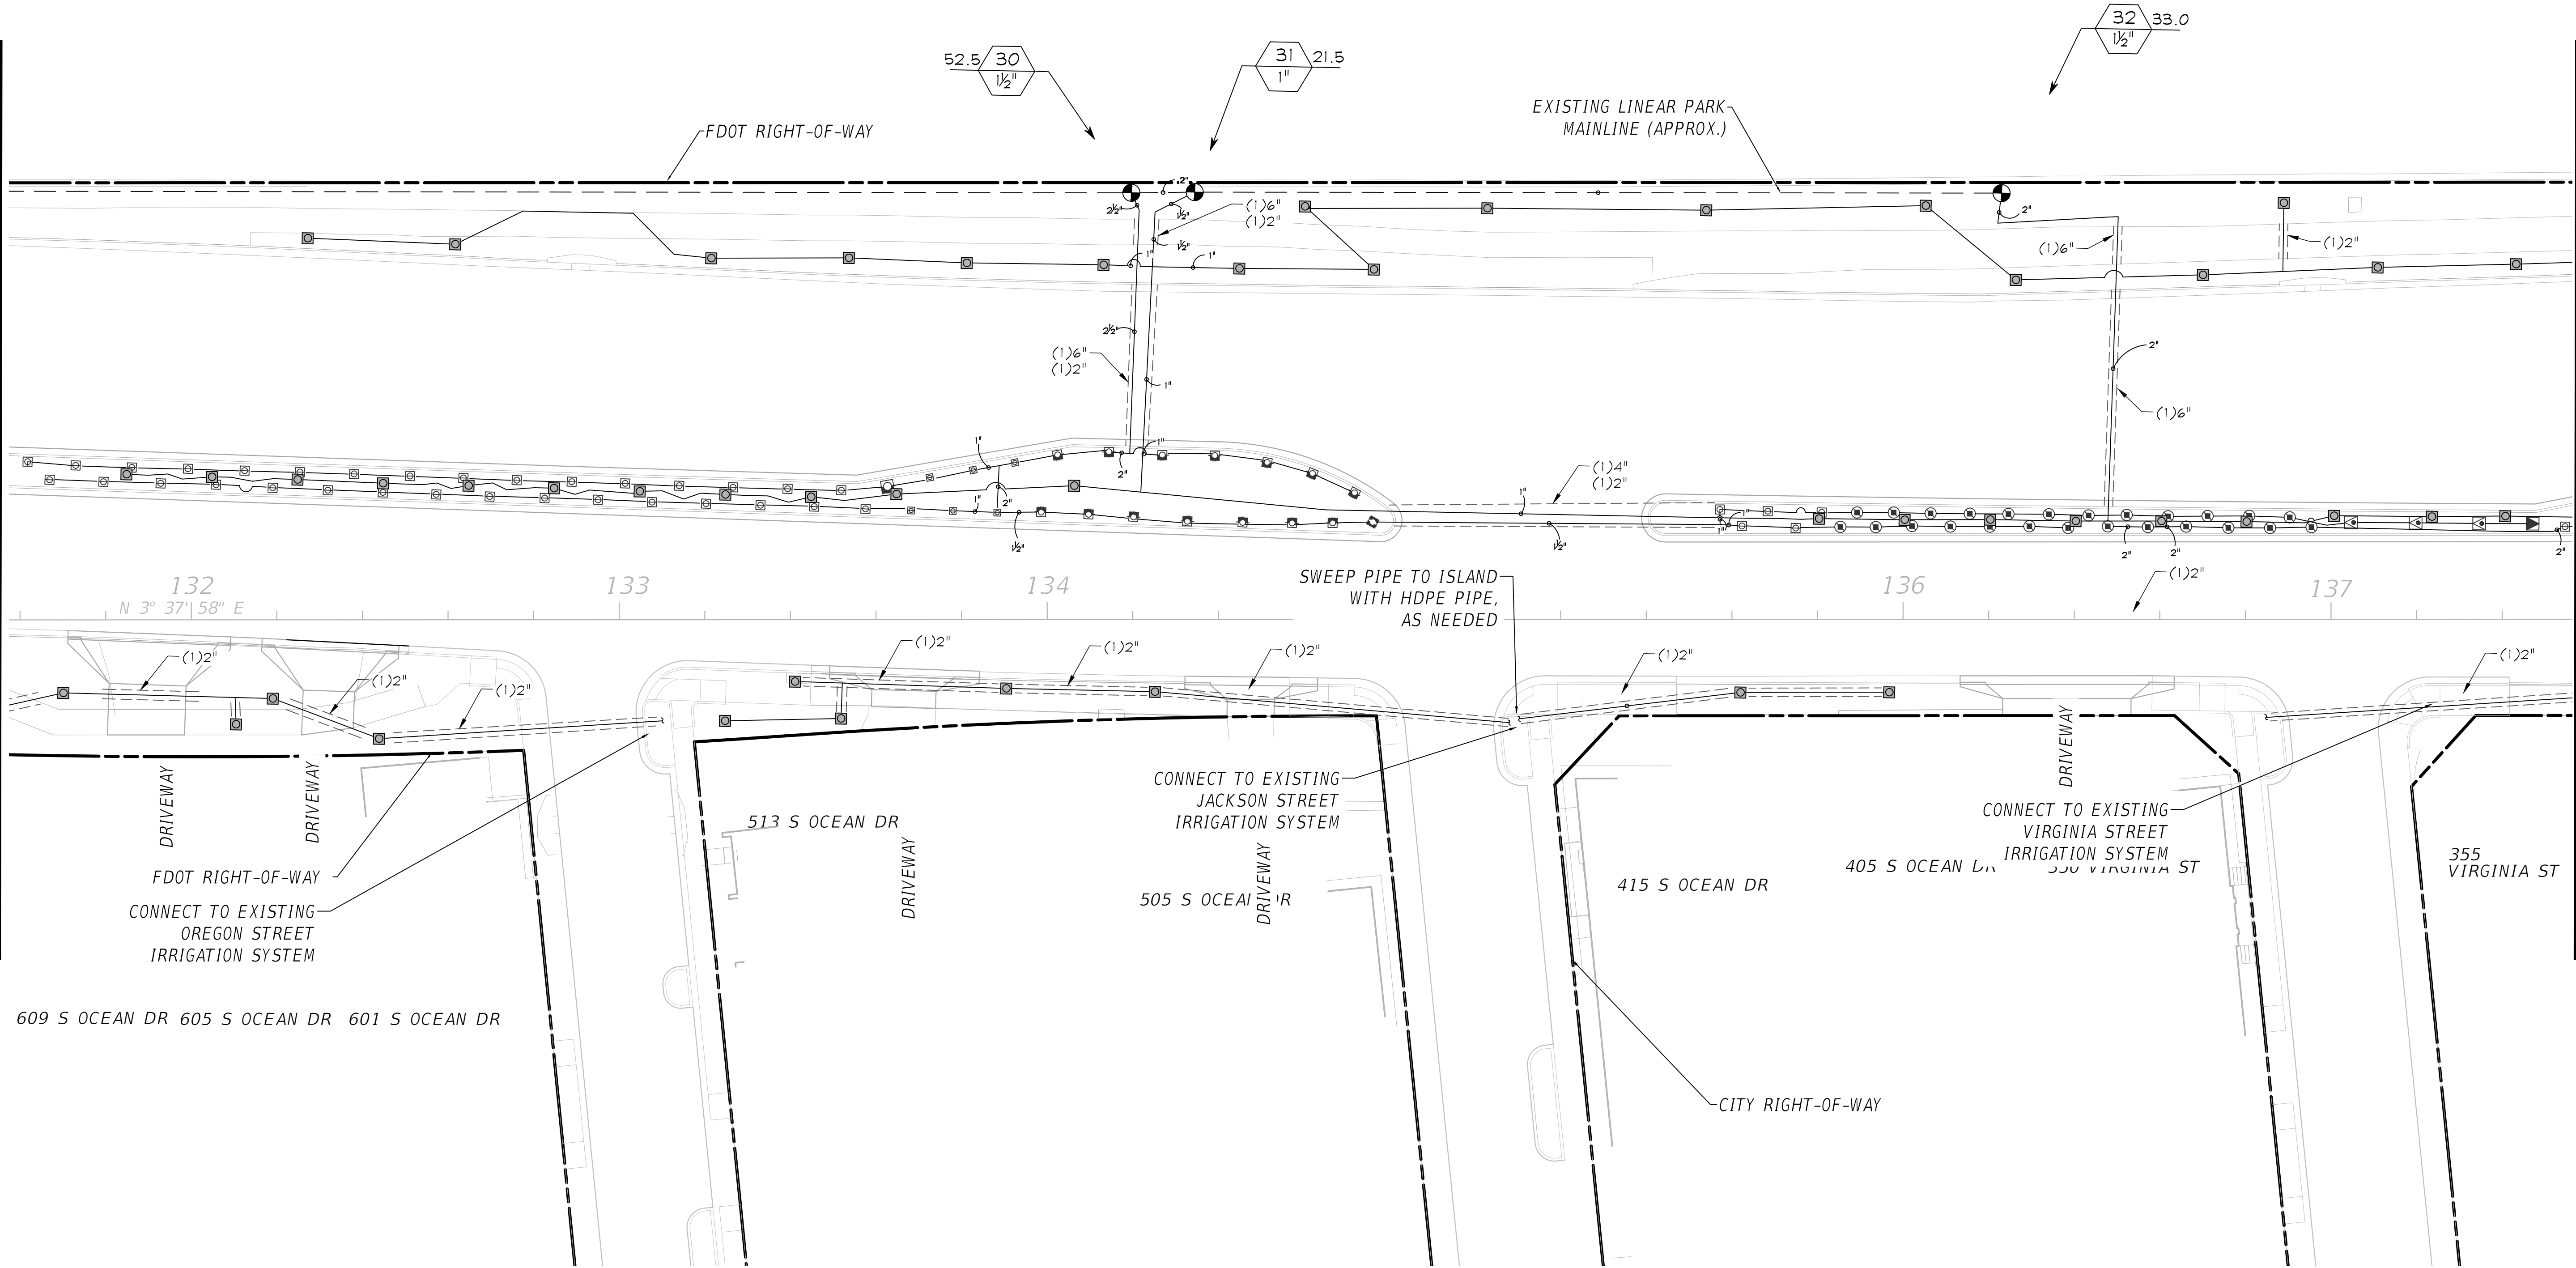 32
33.0
1½"
52.5
30
1½"
31
21.5
1"
EXISTING LINEAR PARK
MAINLINE (APPROX.)
FDOT RIGHT-OF-WAY
2"
2½"
1½"
(1)6"
(1)2"
1½"
2"
(1)6"
(1)2"
1"
1"
2½"
(1)6"
(1)2"
1"
2"
(1)6"
1"
1"
2"
2"
1"
1½"
(1)4"
(1)2"
1"
1½"
1"
1"
2"
2"
2"
132
133
134
136
137
N 3° 37' 58" E
SWEEP PIPE TO ISLAND
WITH HDPE PIPE,
AS NEEDED
(1)2"
(1)2"
(1)2"
(1)2"
(1)2"
(1)2"
(1)2"
(1)2"
(1)2"
DRIVEWAY
DRIVEWAY
DRIVEWAY
DRIVEWAY
DRIVEWAY
CONNECT TO EXISTING
JACKSON STREET
IRRIGATION SYSTEM
CONNECT TO EXISTING
VIRGINIA STREET
IRRIGATION SYSTEM
513 S OCEAN DR
505 S OCEAN DR
415 S OCEAN DR
405 S OCEAN DR
350 VIRGINIA ST
355
VIRGINIA ST
FDOT RIGHT-OF-WAY
CONNECT TO EXISTING
OREGON STREET
IRRIGATION SYSTEM
609 S OCEAN DR
605 S OCEAN DR
601 S OCEAN DR
CITY RIGHT-OF-WAY